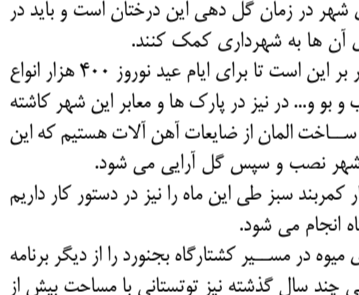 شهر در زمان گل دهی این درختان است و باید در
آن ها به شهرداری کمک کنند.
بر این است تا برای ایام عید نوروز ۴۰۰ هزار انواع
و بو و... در نیز در پارک ها و معابر این شهر کاشته
ساخت المان از ضایعات آهن آلات هستیم که این
شهر نصب و سپس گل آرایی می شود.
کمربند سبز طی این ماه را نیز در دستور کار داریم
انجام می شود.
میوه در مسیر کشتارگاه بجنورد را از دیگر برنامه
چند سال گذشته نیز توتستانی با مساحت بیش از